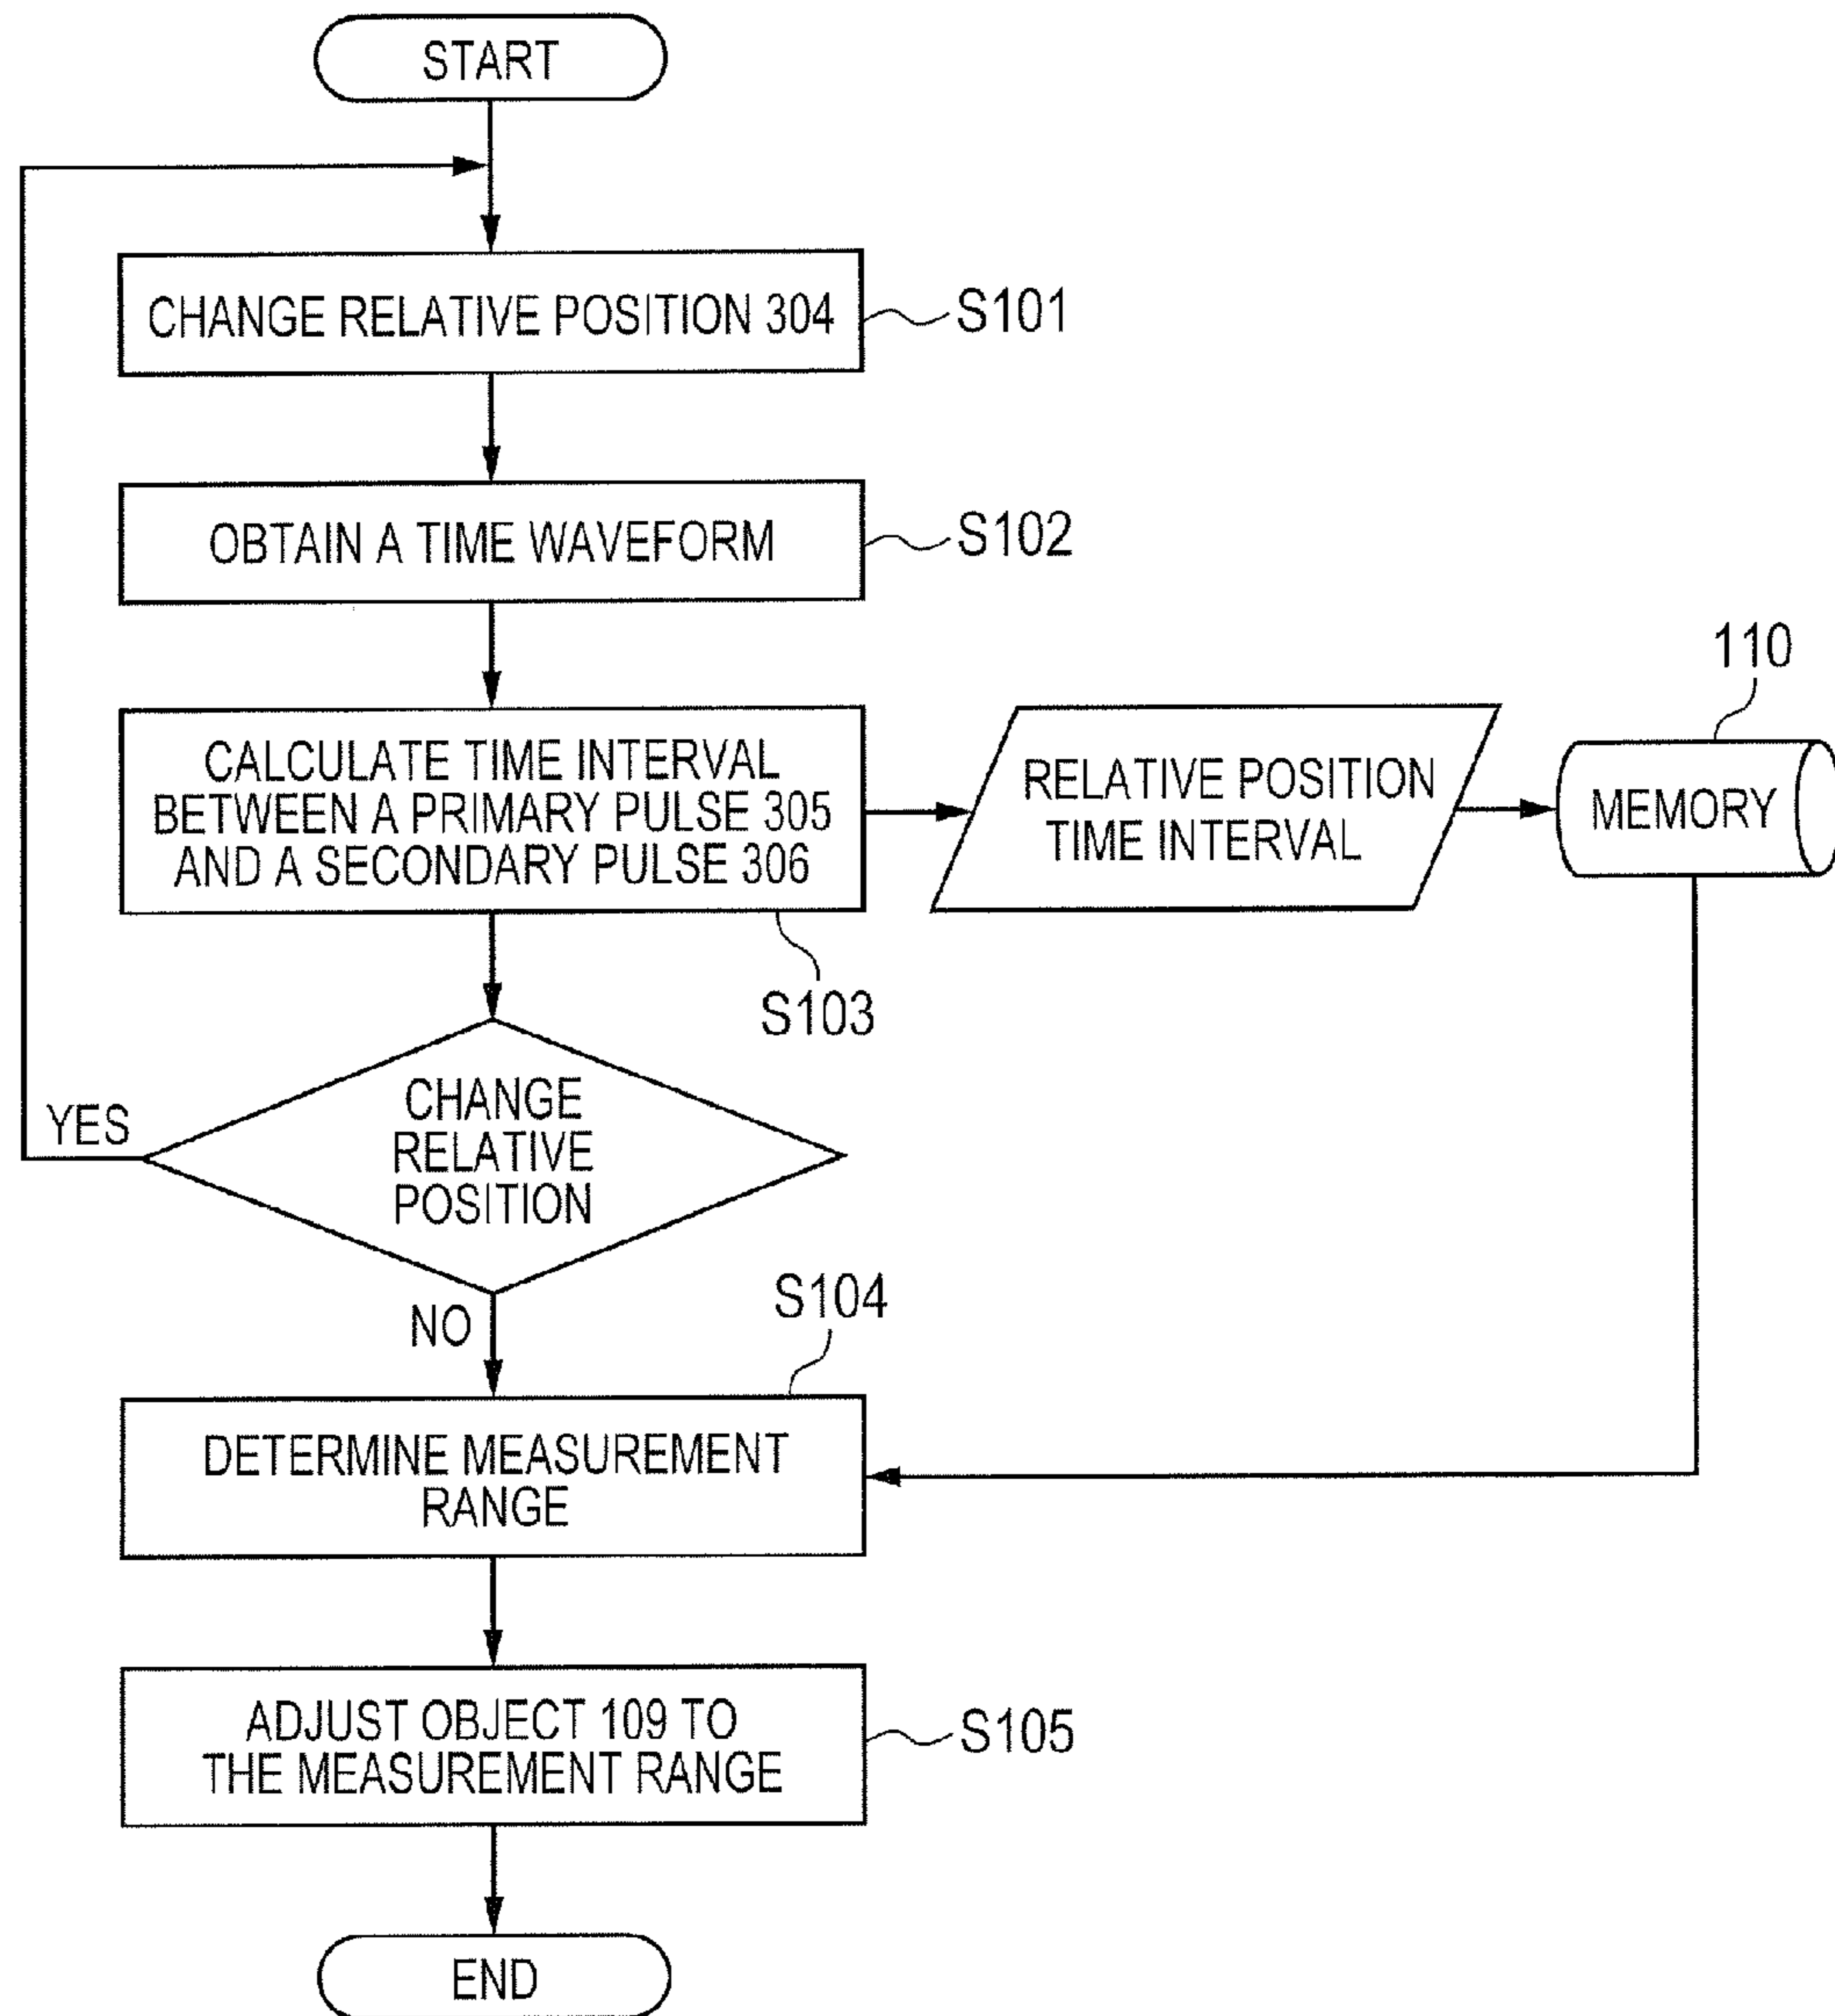 START
CHANGE RELATIVE POSITION 304
S101
OBTAIN A TIME WAVEFORM
S102
CALCULATE TIME INTERVAL
BETWEEN A PRIMARY PULSE 305
AND A SECONDARY PULSE 306
S103
RELATIVE POSITION
TIME INTERVAL
110
MEMORY
CHANGE
RELATIVE
POSITION
YES
NO
S104
DETERMINE MEASUREMENT
RANGE
ADJUST OBJECT 109 TO
THE MEASUREMENT RANGE
S105
END